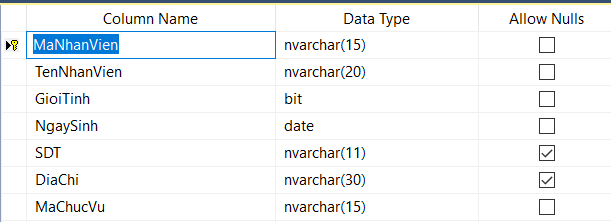 Column Name Data Type Allow Nulls
MaNhanVien nvarchar(15)
TenNhanVien nvarchar(20)
GioiTinh bit
NgaySinh date
SDT nvarchar(11)
DiaChi nvarchar(30)
MaChucVu nvarchar(15)